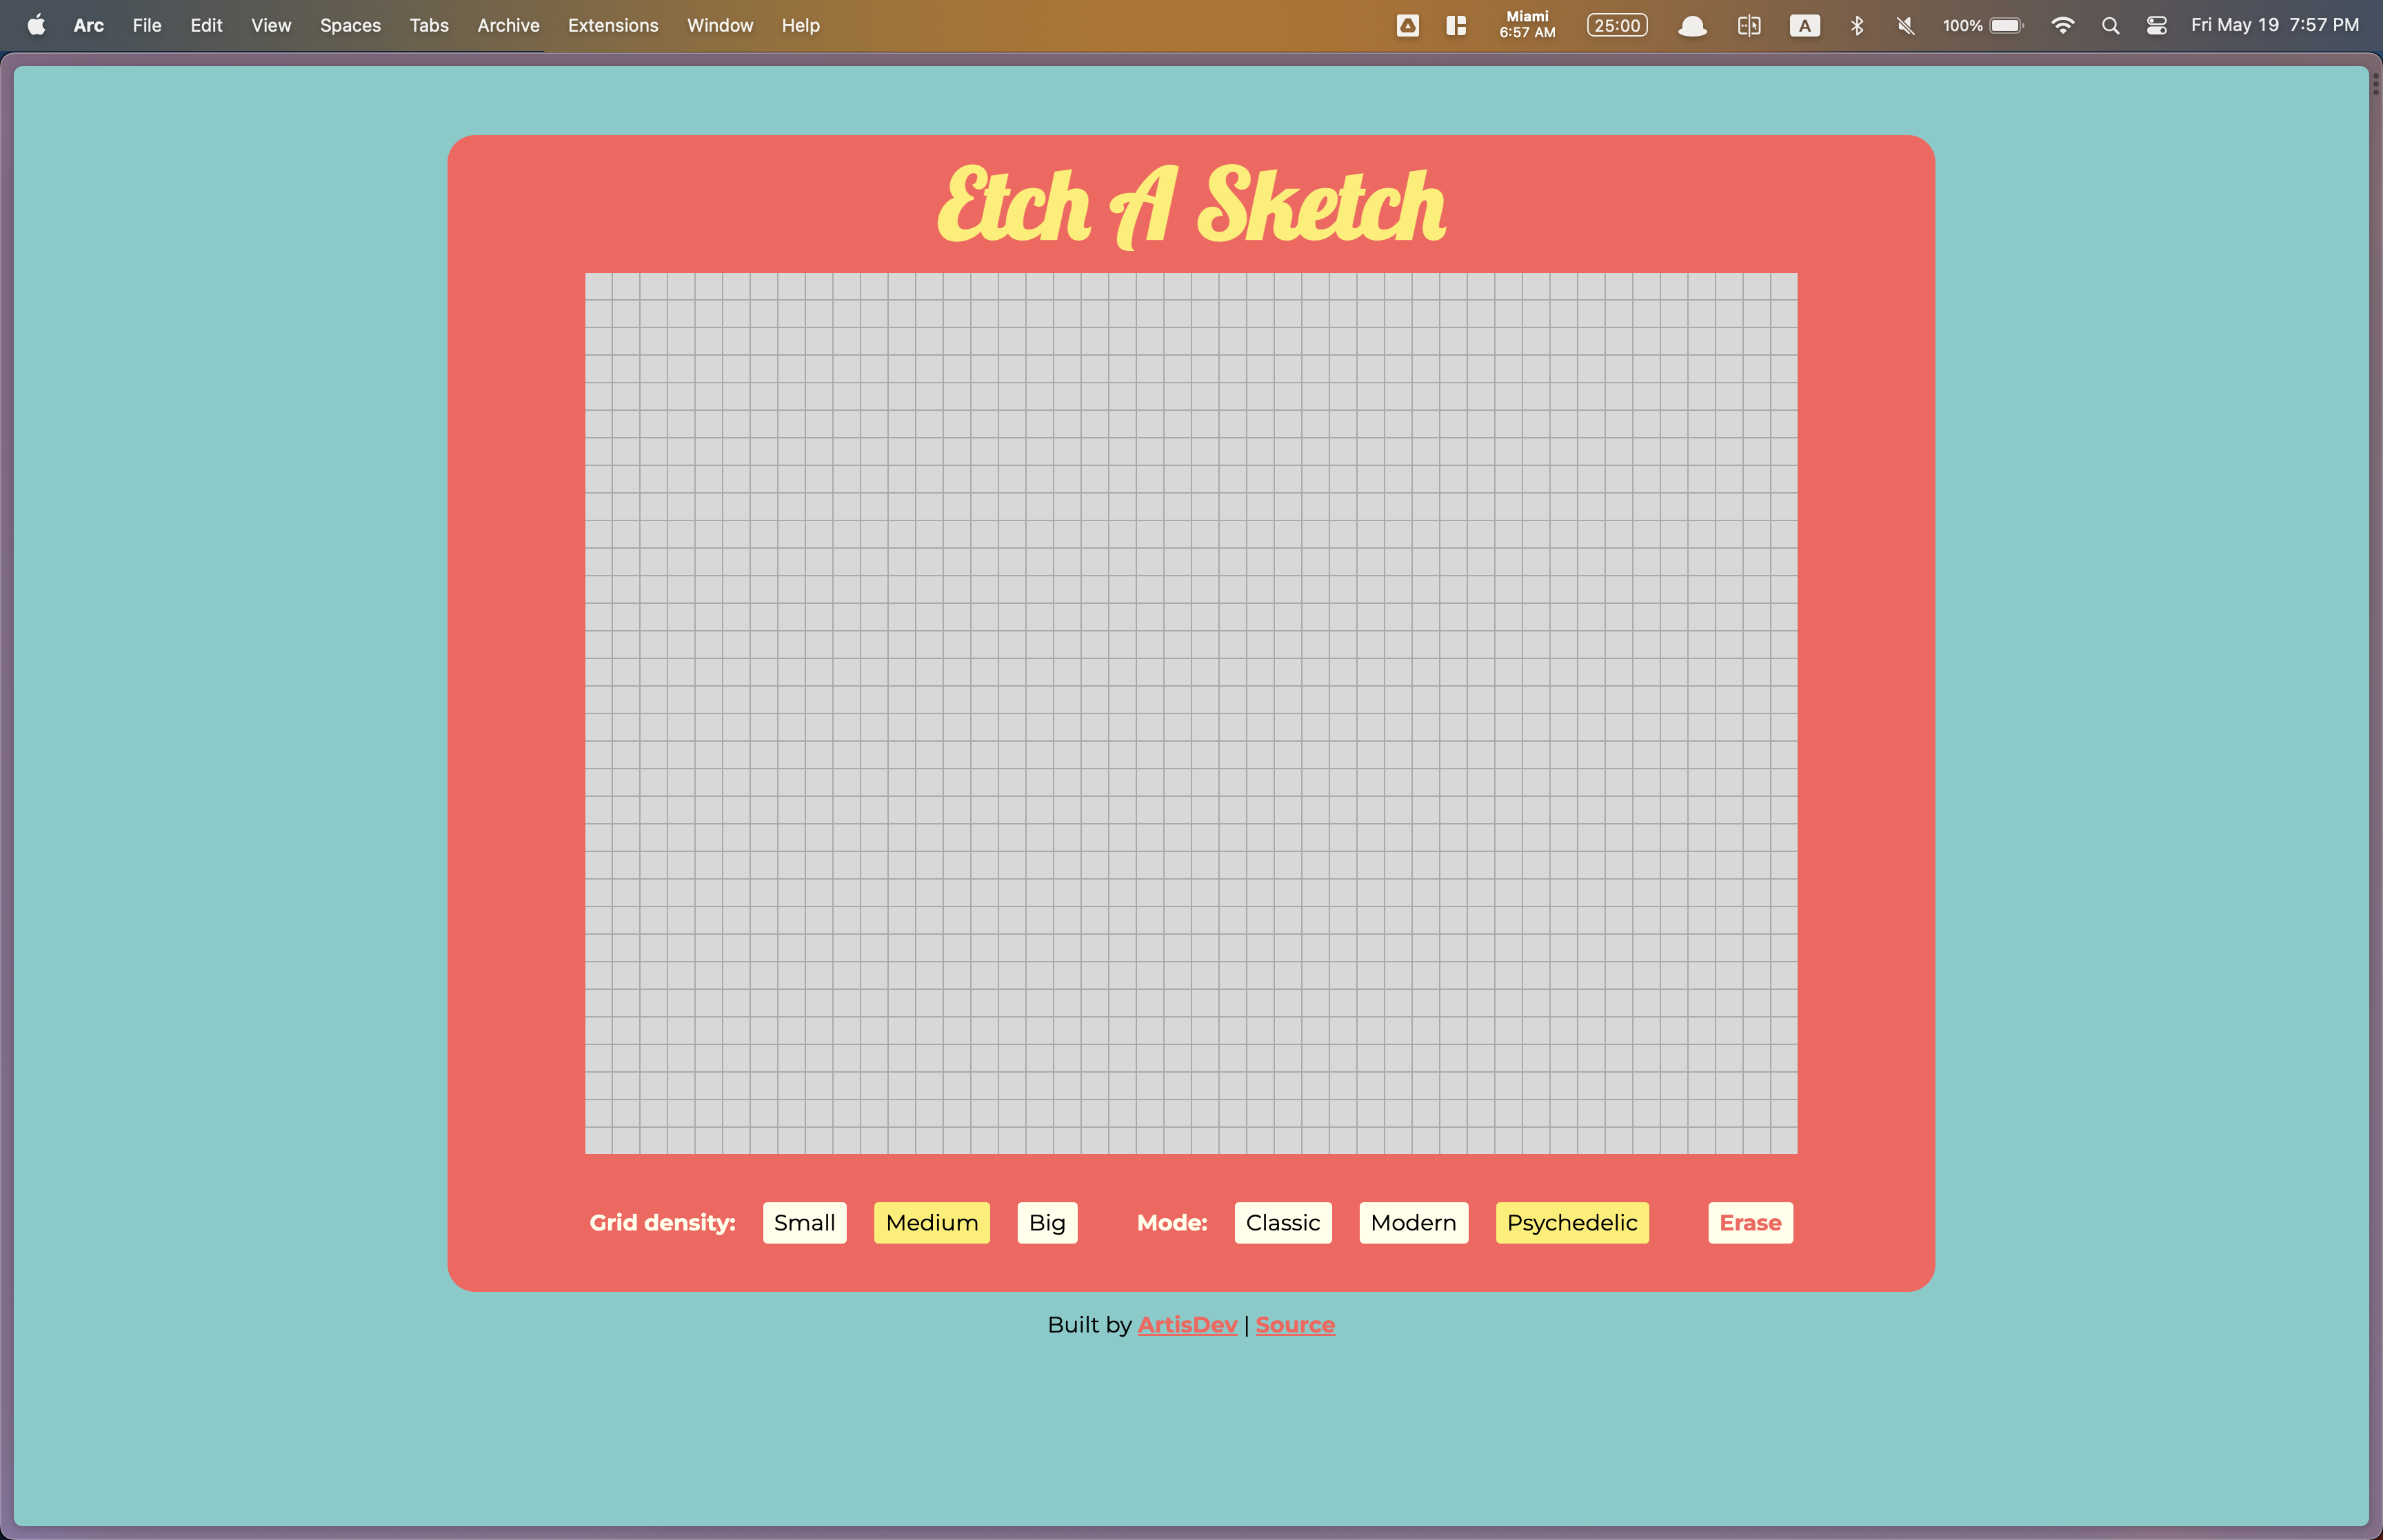 Arc File Edit View Spaces Tabs Archive Extensions Window Help Miami 6:57 AM 25:00 A 100% Fri May 19 7:57 PM
Etch A Sketch
Grid density: Small Medium Big Mode: Classic Modern Psychedelic Erase
Built by ArtisDev | Source